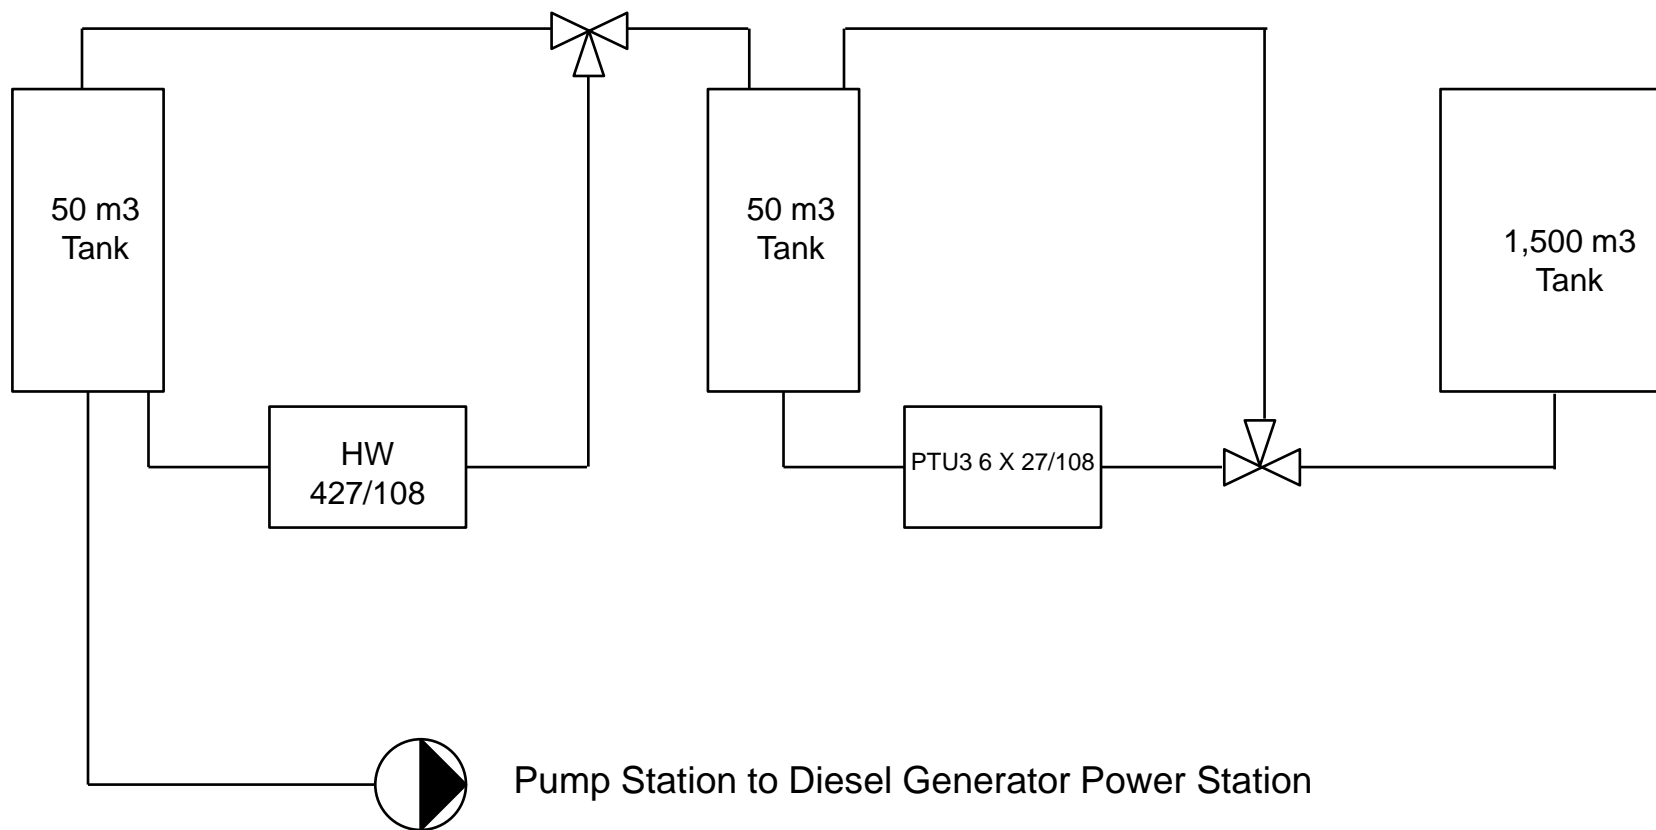 50 m3
Tank
50 m3
Tank
1,500 m3
Tank
HW
427/108
PTU3 6 X 27/108
Pump Station to Diesel Generator Power Station